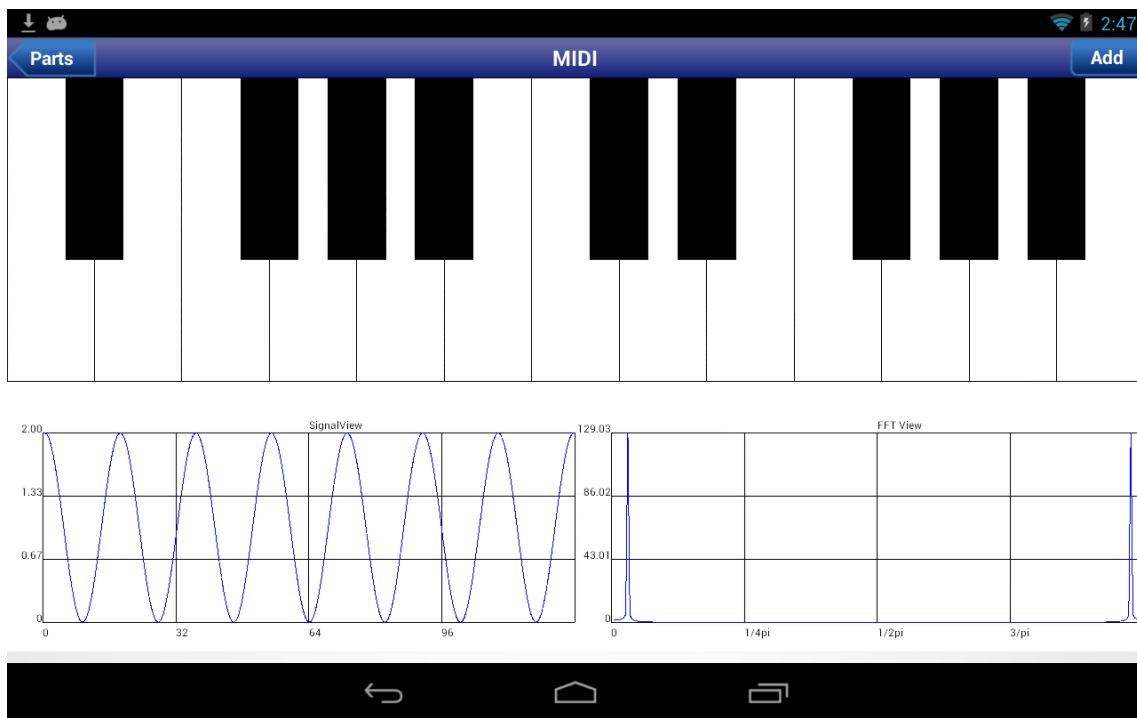 2:47
Parts MIDI Add
SignalView
2.00
1.33
0.67
0
0 32 64 96
FFT View
129.03
86.02
43.01
0
0 1/4pi 1/2pi 3/pi